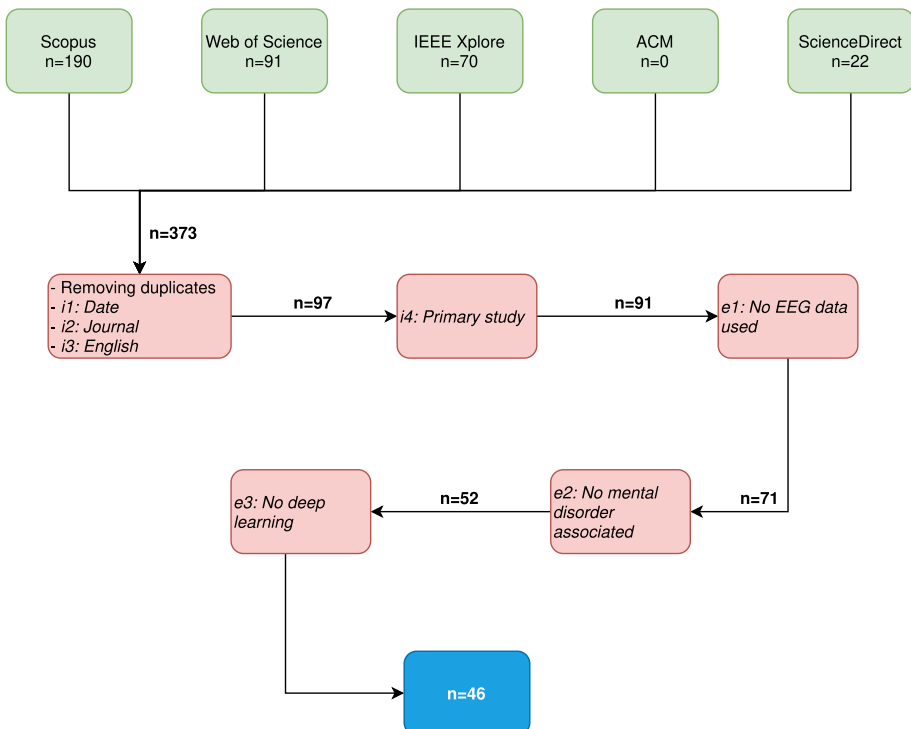 Scopus
n=190
Web of Science
n=91
IEEE Xplore
n=70
ACM
n=0
ScienceDirect
n=22
n=373
- Removing duplicates
- i1: Date
- i2: Journal
- i3: English
n=97
i4: Primary study
n=91
e1: No EEG data
used
n=71
e2: No mental
disorder
associated
n=52
e3: No deep
learning
n=46